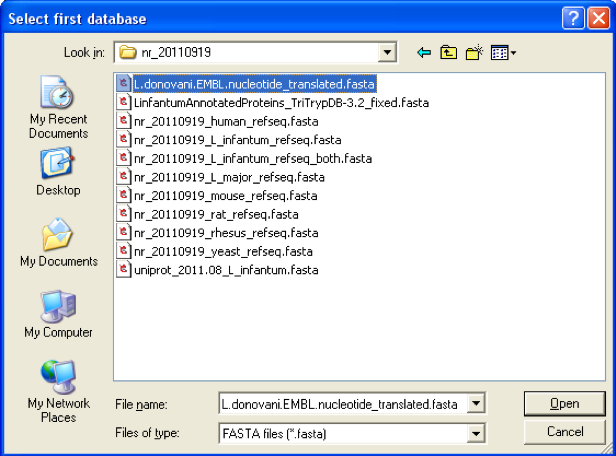 Select first database
Look in: nr_20110919
My Recent
Documents
Desktop
My Documents
My Computer
My Network
Places
L.donovani.EMBL.nucleotide_translated.fasta
LinfantumAnnotatedProteins_TriTrypDB-3.2_fixed.fasta
nr_20110919_human_refseq.fasta
nr_20110919_L_infantum_refseq.fasta
nr_20110919_L_infantum_refseq_both.fasta
nr_20110919_L_major_refseq.fasta
nr_20110919_mouse_refseq.fasta
nr_20110919_rat_refseq.fasta
nr_20110919_rhesus_refseq.fasta
nr_20110919_yeast_refseq.fasta
uniprot_2011.08_L_infantum.fasta
File name: L.donovani.EMBL.nucleotide_translated.fasta Open
Files of type: FASTA files (*.fasta) Cancel